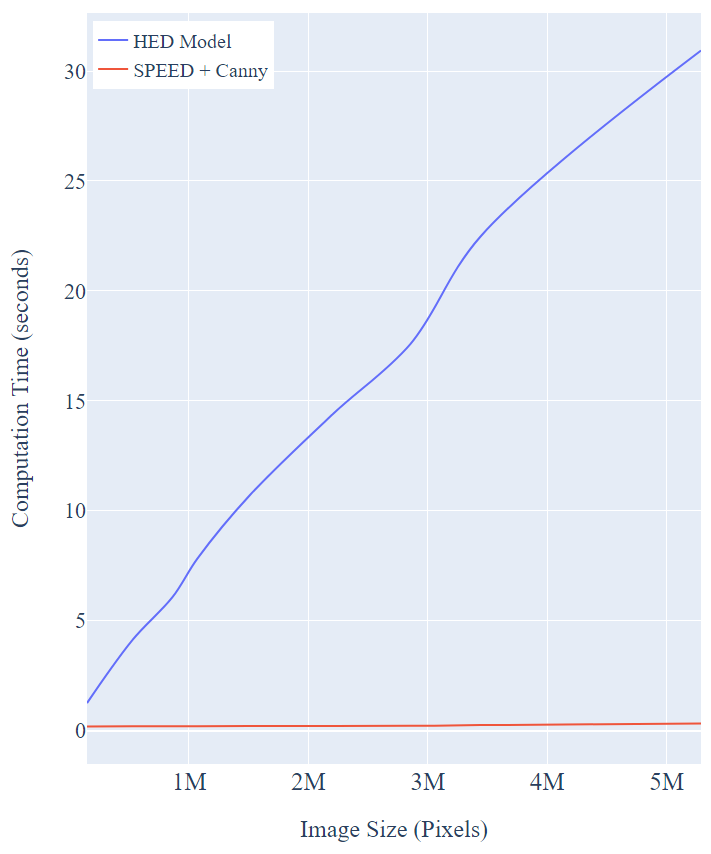 HED Model
SPEED + Canny
Computation Time (seconds)
30
25
20
15
10
5
0
1M
2M
3M
4M
5M
Image Size (Pixels)